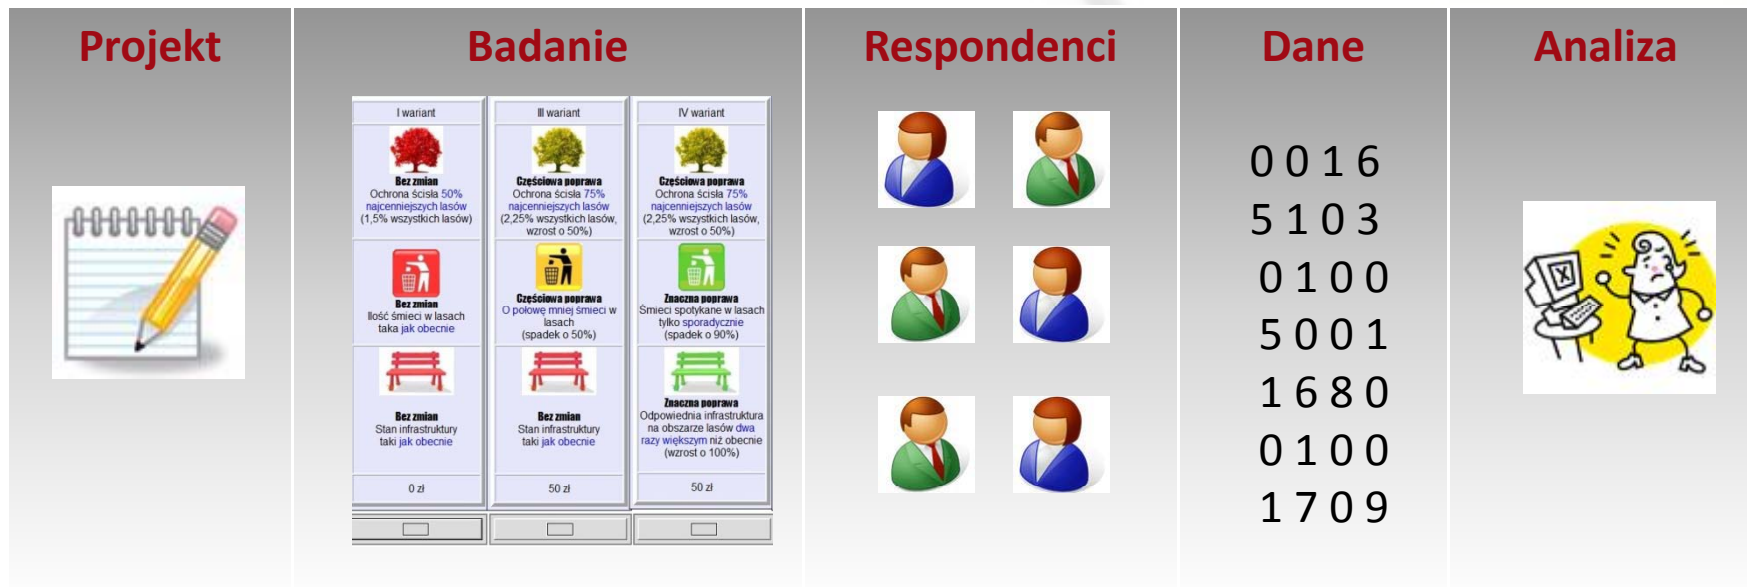 Projekt
Badanie
Respondenci
Dane
Analiza
I wariant
Bez zmian
Ochrona ścisła 50%
najcenniejszych lasów
(1,5% wszystkich lasów)
Bez zmian
Ilość śmieci w lasach
taka jak obecnie
Bez zmian
Stan infrastruktury
taki jak obecnie
0 zł
III wariant
Częściowa poprawa
Ochrona ścisła 75%
najcenniejszych lasów
(2,25% wszystkich lasów,
wzrost o 50%)
Częściowa poprawa
O połowę mniej śmieci w
lasach
(spadek o 50%)
Bez zmian
Stan infrastruktury
taki jak obecnie
50 zł
IV wariant
Częściowa poprawa
Ochrona ścisła 75%
najcenniejszych lasów
(2,25% wszystkich lasów,
wzrost o 50%)
Znaczna poprawa
Śmieci spotykane w lasach
tylko sporadycznie
(spadek o 90%)
Znaczna poprawa
Odpowiednia infrastruktura
na obszarze lasów dwa
razy większym niż obecnie
(wzrost o 100%)
50 zł
0 0 1 6
5 1 0 3
0 1 0 0
5 0 0 1
1 6 8 0
0 1 0 0
1 7 0 9
X